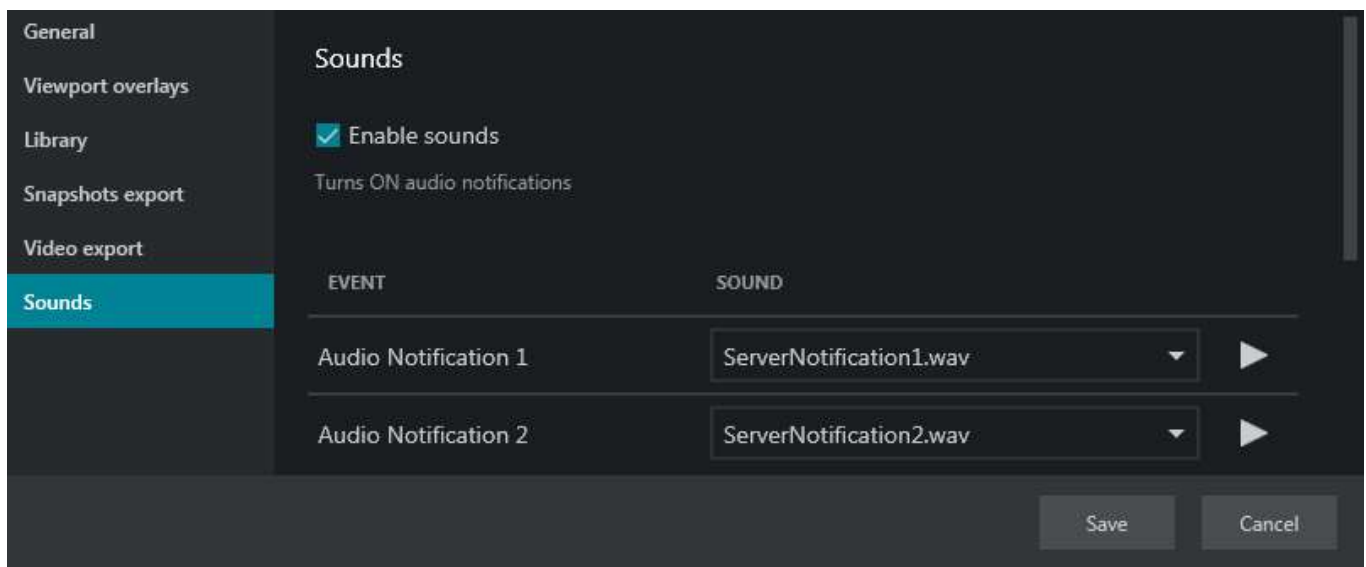 General
Viewport overlays
Library
Snapshots export
Video export
Sounds
Sounds
Enable sounds
Turns ON audio notifications
EVENT SOUND
Audio Notification 1 ServerNotification1.wav
Audio Notification 2 ServerNotification2.wav
Save Cancel